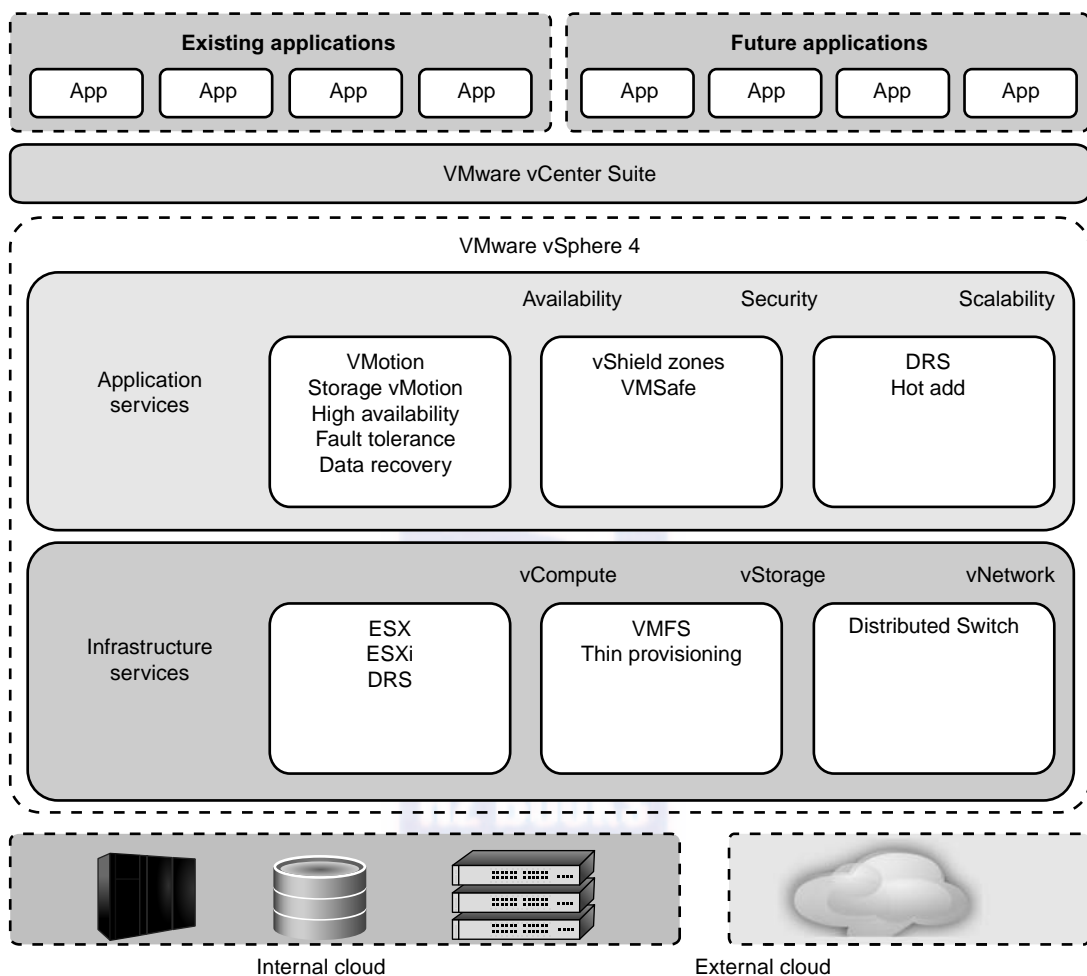 Existing applications
Future applications
App
App
App
App
App
App
App
App
VMware vCenter Suite
VMware vSphere 4
Availability
Security
Scalability
Application
services
VMotion
Storage vMotion
High availability
Fault tolerance
Data recovery
vShield zones
VMSafe
DRS
Hot add
vCompute
vStorage
vNetwork
Infrastructure
services
ESX
ESXi
DRS
VMFS
Thin provisioning
Distributed Switch
Internal cloud
External cloud